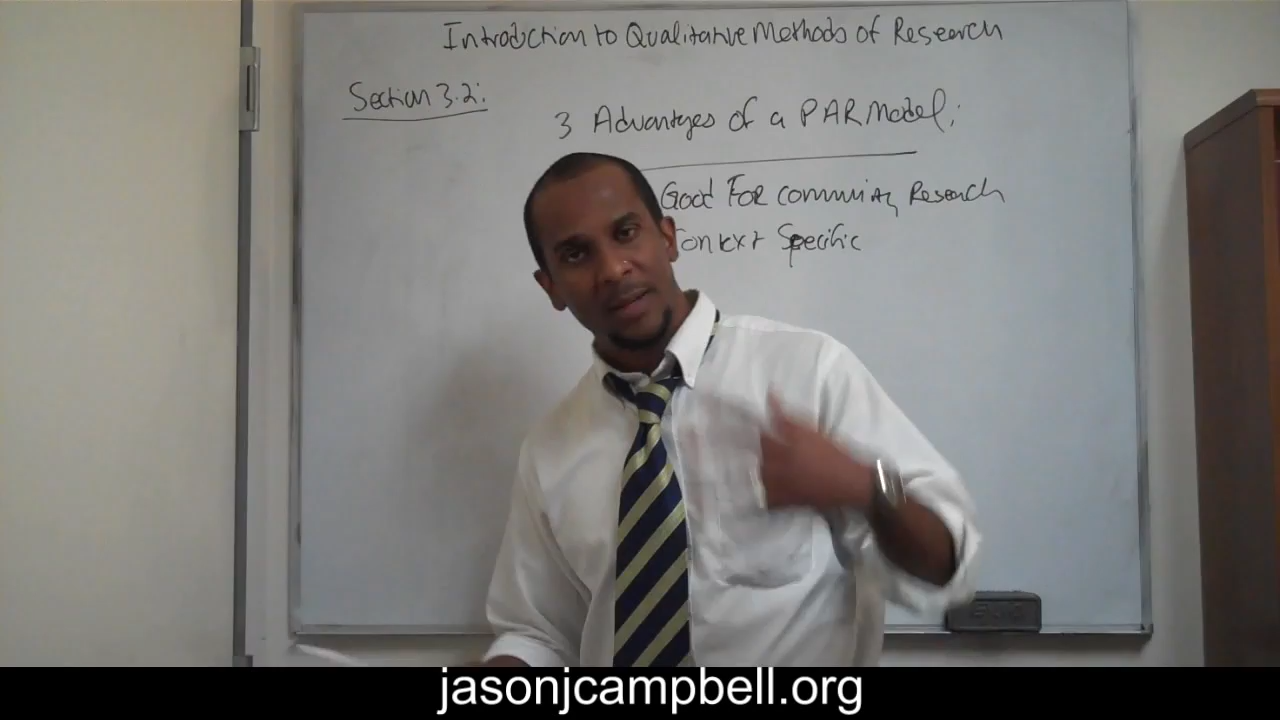 Introduction to Qualitative Methods of Research
Section 3.2:
3 Advantages of a PAR Model:
Good For community Research
Context Specific
jasonjcampbell.org